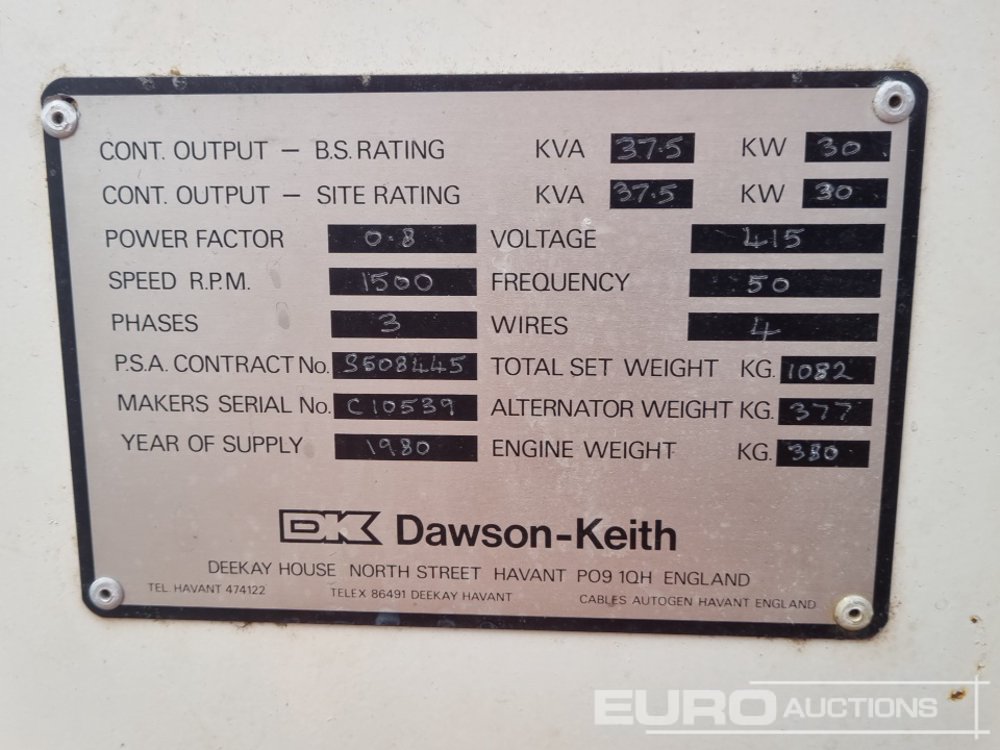 CONT. OUTPUT — B.S. RATING KVA 37.5 KW 30
CONT. OUTPUT — SITE RATING KVA 37.5 KW 30
POWER FACTOR 0.8 VOLTAGE 415
SPEED R.P.M. 1500 FREQUENCY 50
PHASES 3 WIRES 4
P.S.A. CONTRACT No. S508445 TOTAL SET WEIGHT KG. 1082
MAKERS SERIAL No. C10539 ALTERNATOR WEIGHT KG. 377
YEAR OF SUPPLY 1980 ENGINE WEIGHT KG. 380
DK Dawson-Keith
DEEKAY HOUSE NORTH STREET HAVANT PO9 1QH ENGLAND
TEL. HAVANT 474122 TELEX 86491 DEEKAY HAVANT CABLES AUTOGEN HAVANT ENGLAND
EURO AUCTIONS